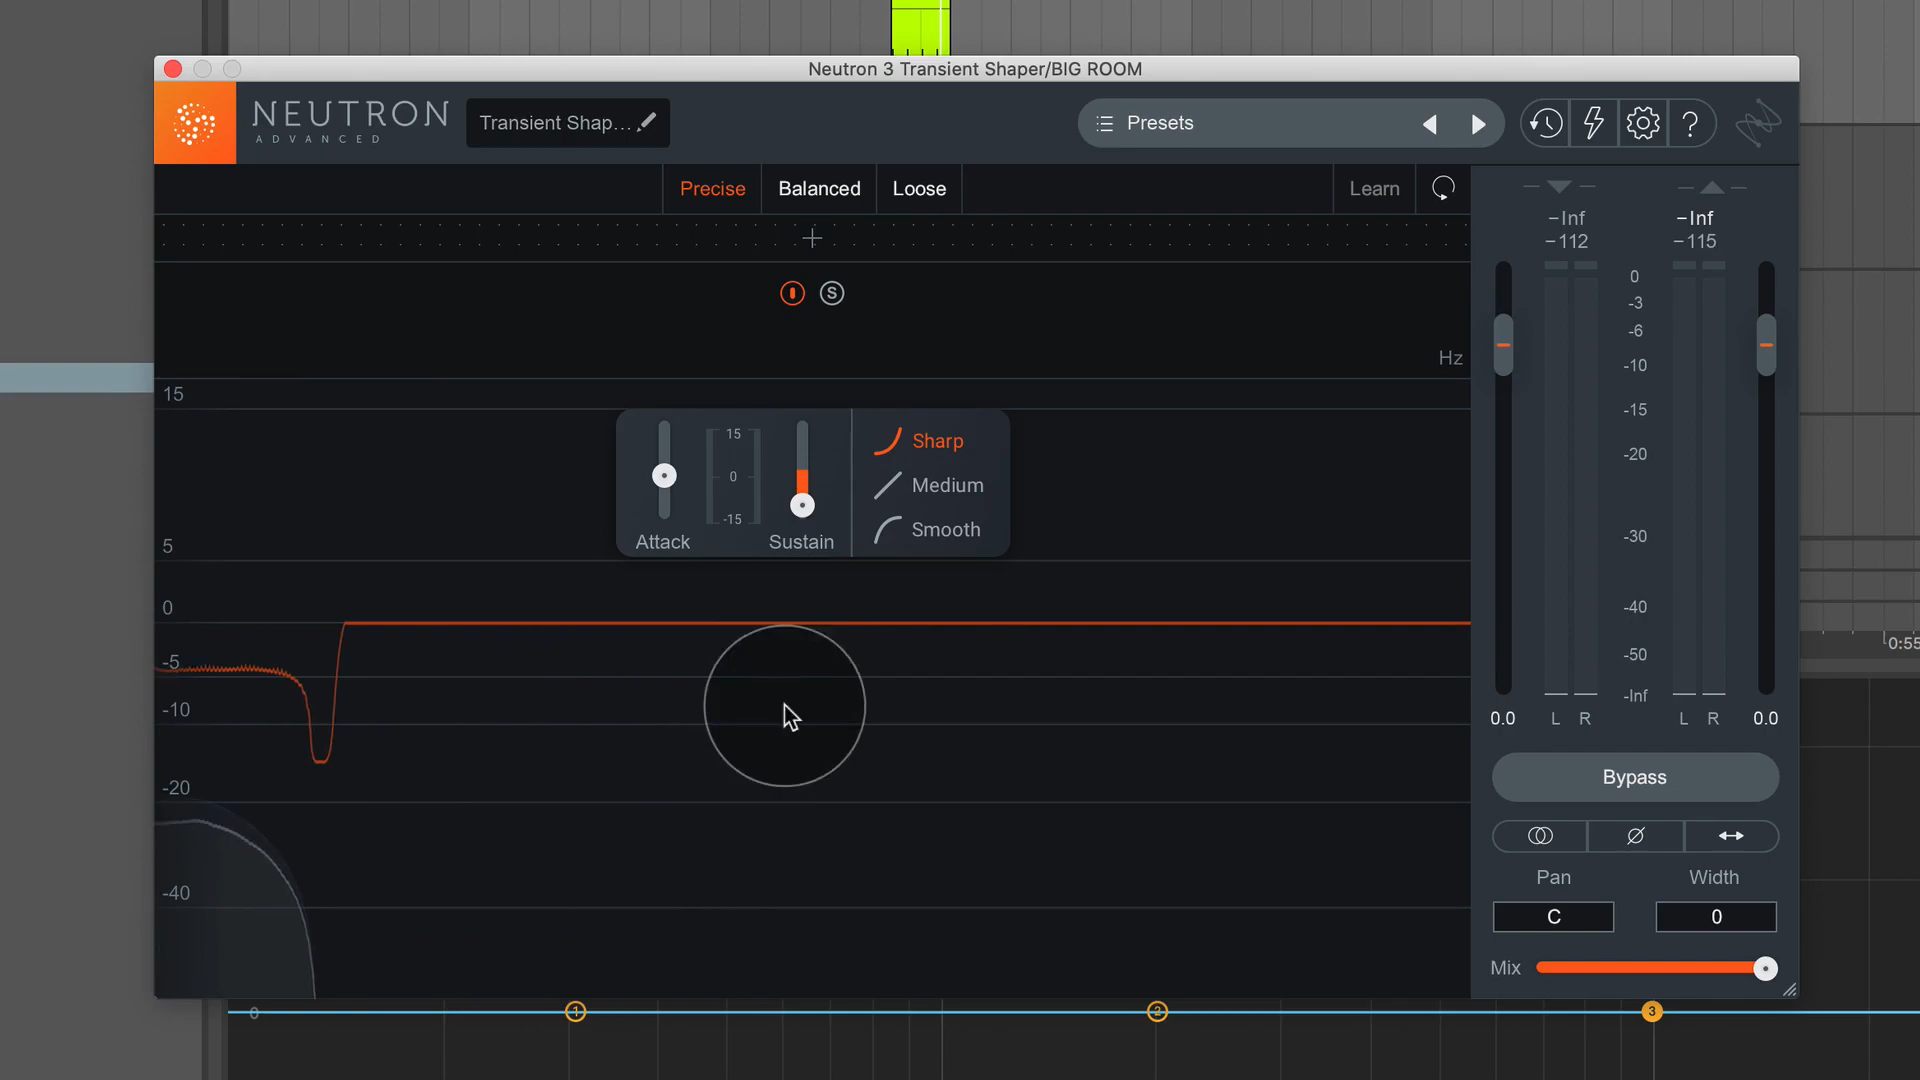 Neutron 3 Transient Shaper/BIG ROOM
NEUTRON
ADVANCED
Transient Shap...
Presets
?
Precise
Balanced
Loose
Learn
S
Hz
-Inf
-112
-Inf
-115
15
5
0
-5
-10
-20
-40
15
0
-15
Attack
Sustain
Sharp
Medium
Smooth
0
-3
-6
-10
-15
-20
-30
-40
-50
-Inf
0.0
L
R
L
R
0.0
Bypass
Pan
Width
C
0
Mix
0:55
0
1
2
3